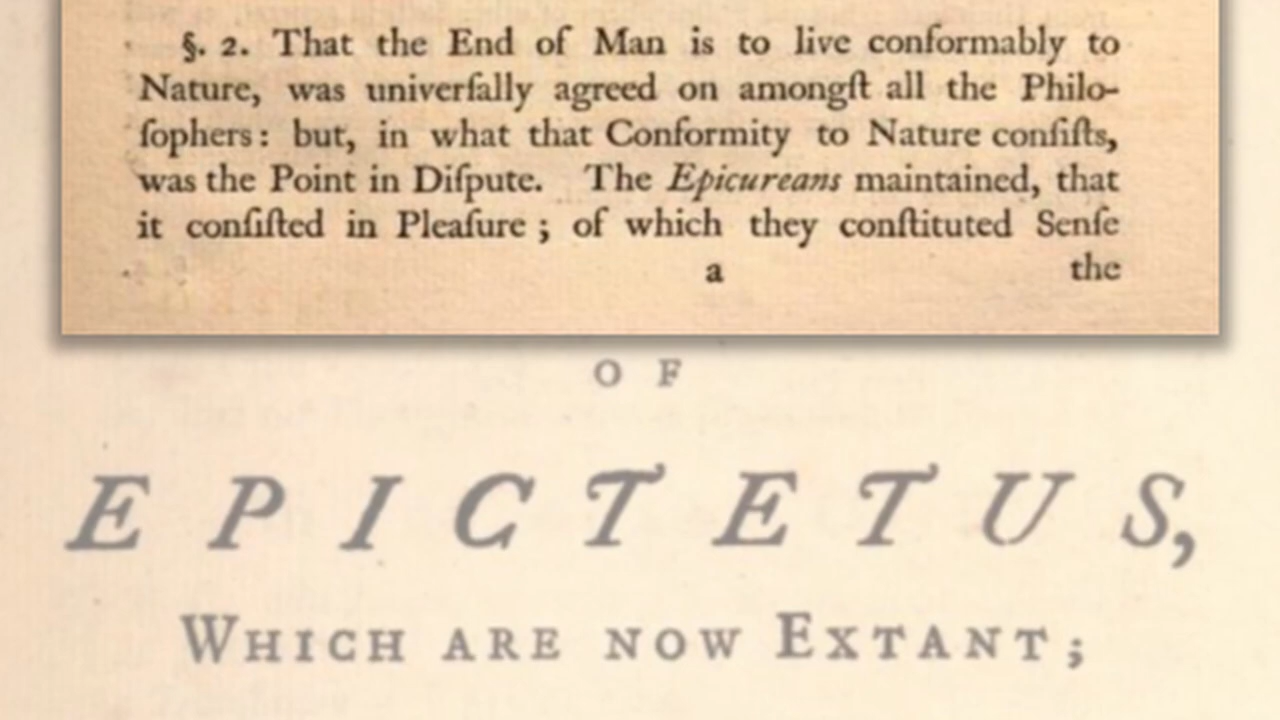 §. 2. That the End of Man is to live conformably to
Nature, was univerſally agreed on amongſt all the Philo-
ſophers: but, in what that Conformity to Nature conſiſts,
was the Point in Diſpute. The Epicureans maintained, that
it conſiſted in Pleaſure; of which they conſtituted Senſe
a the
OF
EPICTETUS,
WHICH ARE NOW EXTANT;